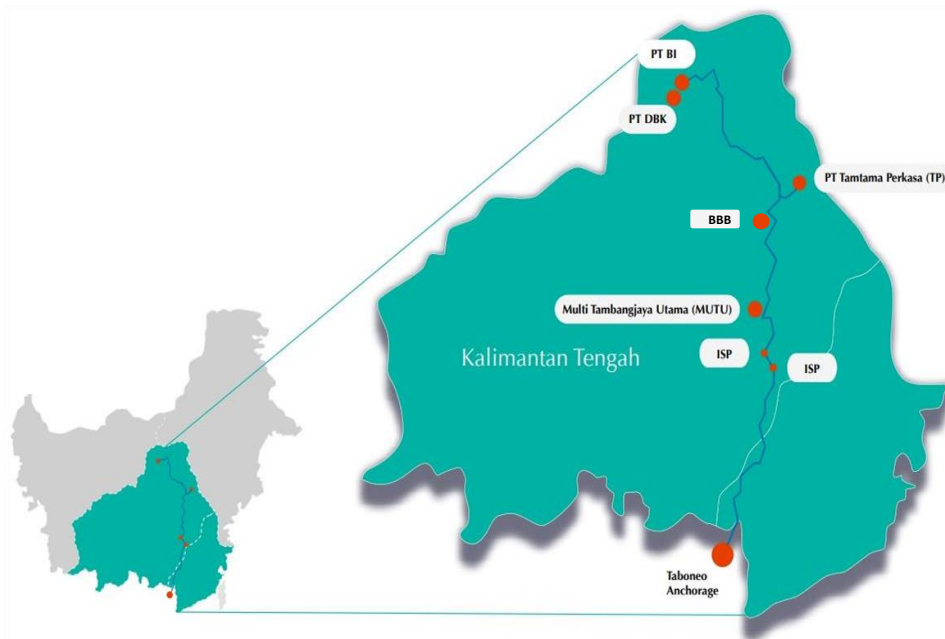 PT BI
PT DBK
PT Tamtama Perkasa (TP)
BBB
Multi Tambangjaya Utama (MUTU)
ISP
Kalimantan Tengah
ISP
Taboneo
Anchorage